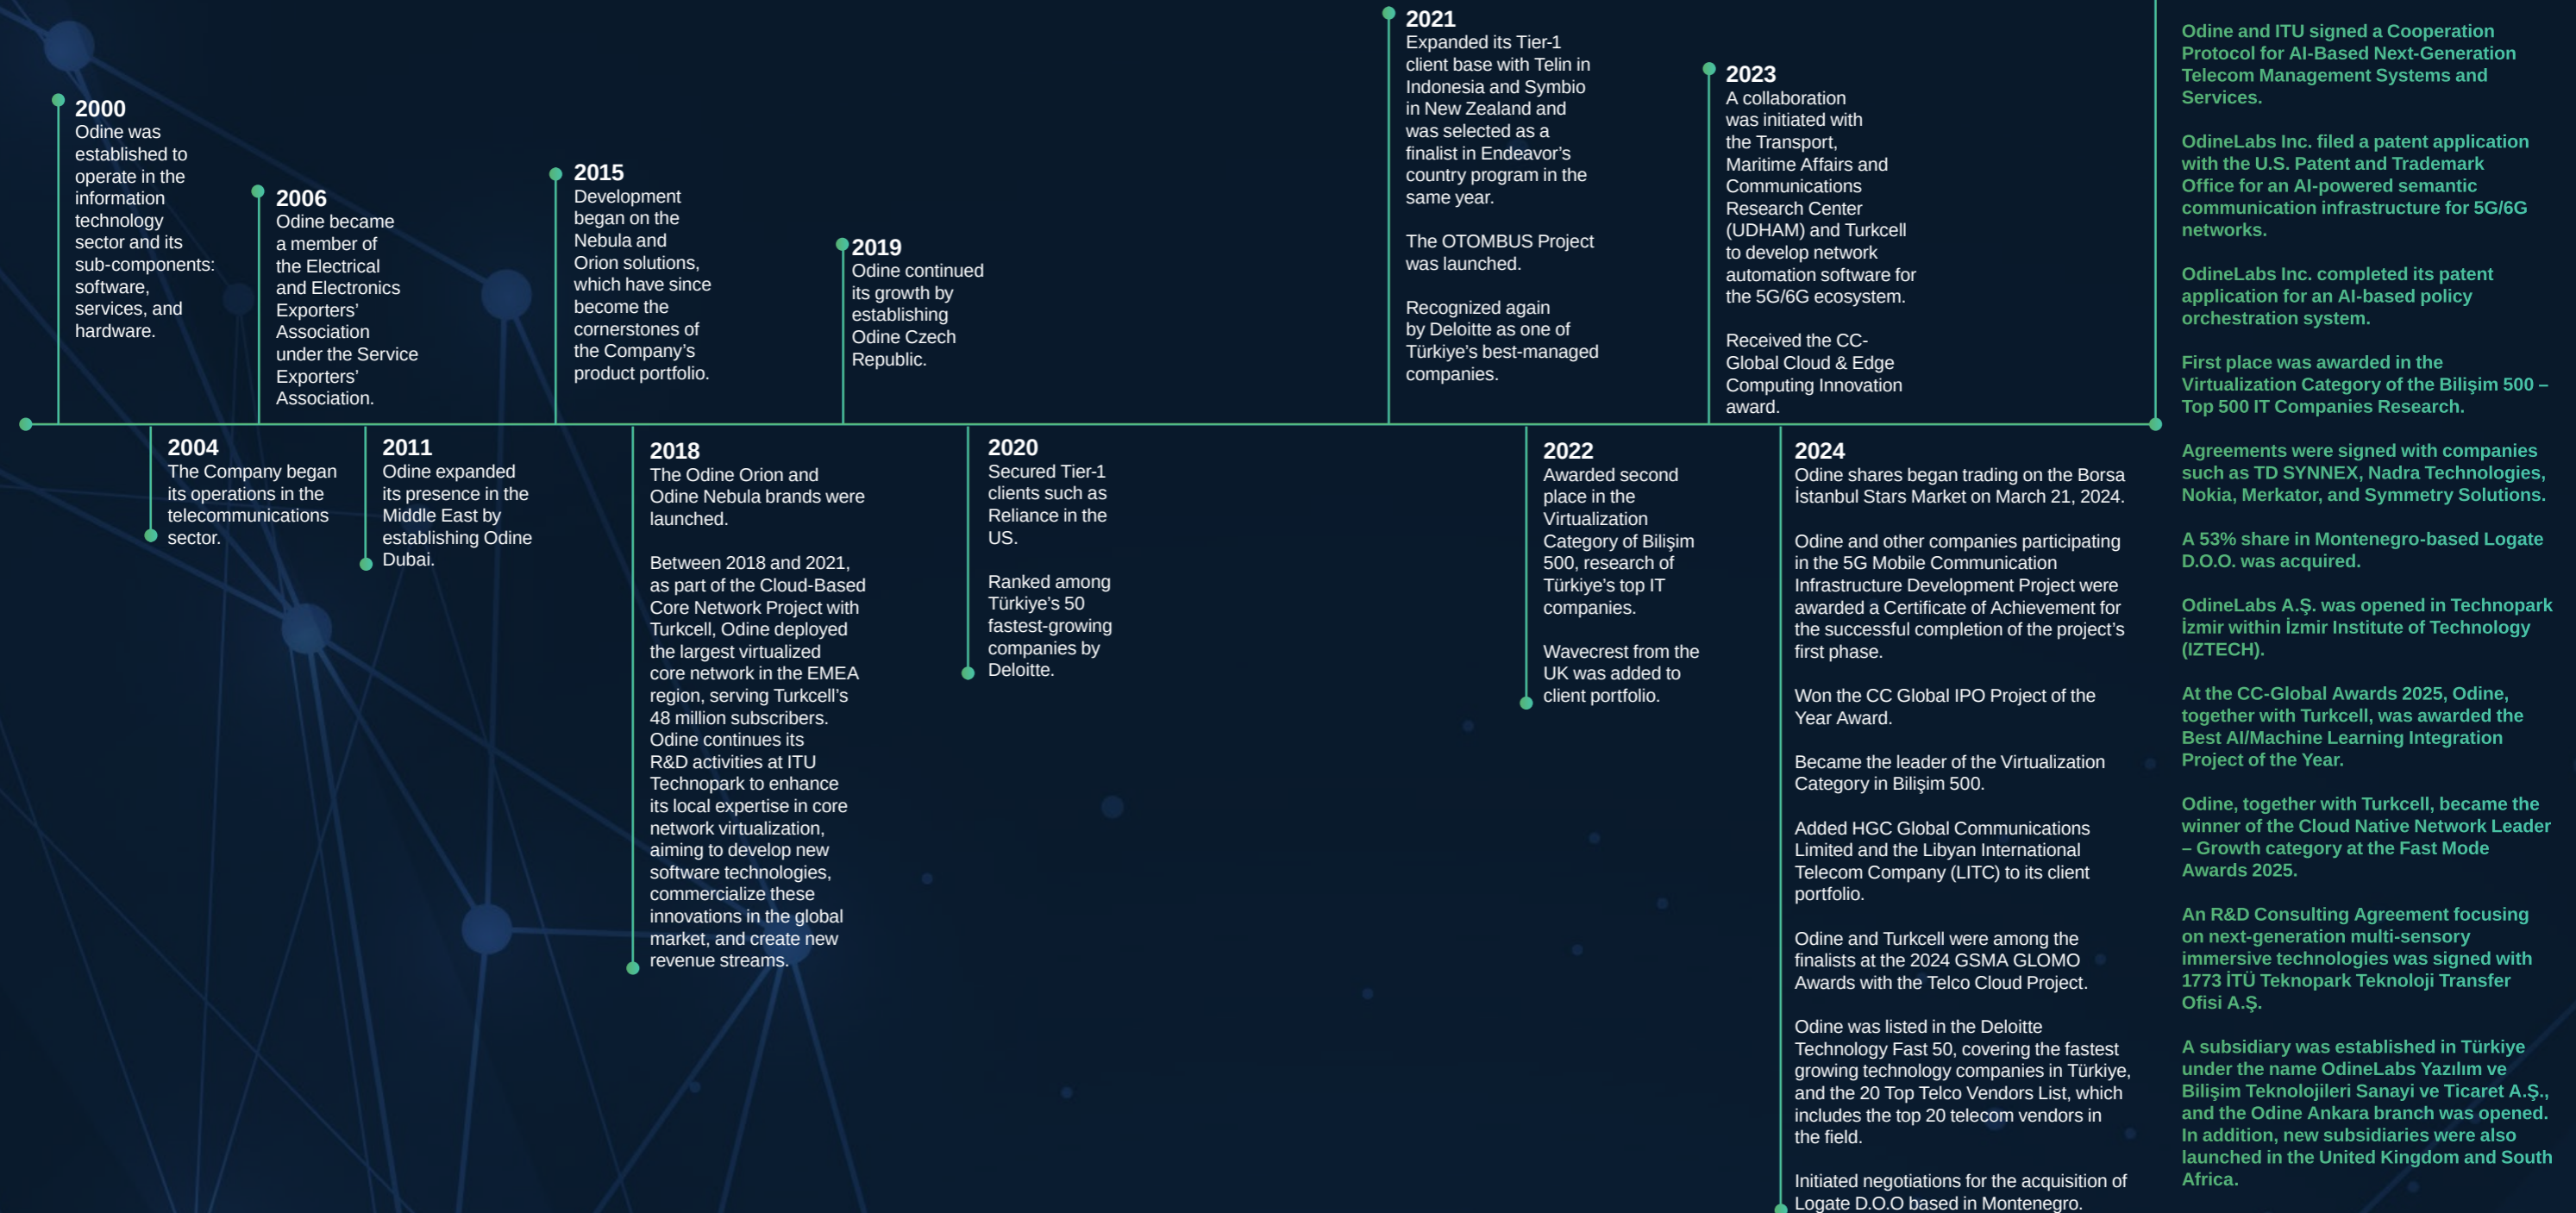 2000
Odine was
established to
operate in the
information
technology
sector and its
sub-components:
software,
services, and
hardware.
2004
The Company began
its operations in the
telecommunications
sector.
2006
Odine became
a member of
the Electrical
and Electronics
Exporters’
Association
under the Service
Exporters’
Association.
2011
Odine expanded
its presence in the
Middle East by
establishing Odine
Dubai.
2015
Development
began on the
Nebula and
Orion solutions,
which have since
become the
cornerstones of
the Company’s
product portfolio.
2018
The Odine Orion and
Odine Nebula brands were
launched.
Between 2018 and 2021,
as part of the Cloud-Based
Core Network Project with
Turkcell, Odine deployed
the largest virtualized
core network in the EMEA
region, serving Turkcell’s
48 million subscribers.
Odine continues its
R&D activities at ITU
Technopark to enhance
its local expertise in core
network virtualization,
aiming to develop new
software technologies,
commercialize these
innovations in the global
market, and create new
revenue streams.
2019
Odine continued
its growth by
establishing
Odine Czech
Republic.
2020
Secured Tier-1
clients such as
Reliance in the
US.
Ranked among
Türkiye’s 50
fastest-growing
companies by
Deloitte.
2021
Expanded its Tier-1
client base with Telin in
Indonesia and Symbio
in New Zealand and
was selected as a
finalist in Endeavor’s
country program in the
same year.
The OTOMBUS Project
was launched.
Recognized again
by Deloitte as one of
Türkiye’s best-managed
companies.
2022
Awarded second
place in the
Virtualization
Category of Bilişim
500, research of
Türkiye’s top IT
companies.
Wavecrest from the
UK was added to
client portfolio.
2023
A collaboration
was initiated with
the Transport,
Maritime Affairs and
Communications
Research Center
(UDHAM) and Turkcell
to develop network
automation software for
the 5G/6G ecosystem.
Received the CC-
Global Cloud & Edge
Computing Innovation
award.
2024
Odine shares began trading on the Borsa
İstanbul Stars Market on March 21, 2024.
Odine and other companies participating
in the 5G Mobile Communication
Infrastructure Development Project were
awarded a Certificate of Achievement for
the successful completion of the project’s
first phase.
Won the CC Global IPO Project of the
Year Award.
Became the leader of the Virtualization
Category in Bilişim 500.
Added HGC Global Communications
Limited and the Libyan International
Telecom Company (LITC) to its client
portfolio.
Odine and Turkcell were among the
finalists at the 2024 GSMA GLOMO
Awards with the Telco Cloud Project.
Odine was listed in the Deloitte
Technology Fast 50, covering the fastest
growing technology companies in Türkiye,
and the 20 Top Telco Vendors List, which
includes the top 20 telecom vendors in
the field.
Initiated negotiations for the acquisition of
Logate D.O.O based in Montenegro.
Odine and ITU signed a Cooperation
Protocol for AI-Based Next-Generation
Telecom Management Systems and
Services.
OdineLabs Inc. filed a patent application
with the U.S. Patent and Trademark
Office for an AI-powered semantic
communication infrastructure for 5G/6G
networks.
OdineLabs Inc. completed its patent
application for an AI-based policy
orchestration system.
First place was awarded in the
Virtualization Category of the Bilişim 500 –
Top 500 IT Companies Research.
Agreements were signed with companies
such as TD SYNNEX, Nadra Technologies,
Nokia, Merkator, and Symmetry Solutions.
A 53% share in Montenegro-based Logate
D.O.O. was acquired.
OdineLabs A.Ş. was opened in Technopark
İzmir within İzmir Institute of Technology
(IZTECH).
At the CC-Global Awards 2025, Odine,
together with Turkcell, was awarded the
Best AI/Machine Learning Integration
Project of the Year.
Odine, together with Turkcell, became the
winner of the Cloud Native Network Leader
– Growth category at the Fast Mode
Awards 2025.
An R&D Consulting Agreement focusing
on next-generation multi-sensory
immersive technologies was signed with
1773 İTÜ Teknopark Teknoloji Transfer
Ofisi A.Ş.
A subsidiary was established in Türkiye
under the name OdineLabs Yazılım ve
Bilişim Teknolojileri Sanayi ve Ticaret A.Ş.,
and the Odine Ankara branch was opened.
In addition, new subsidiaries were also
launched in the United Kingdom and South
Africa.